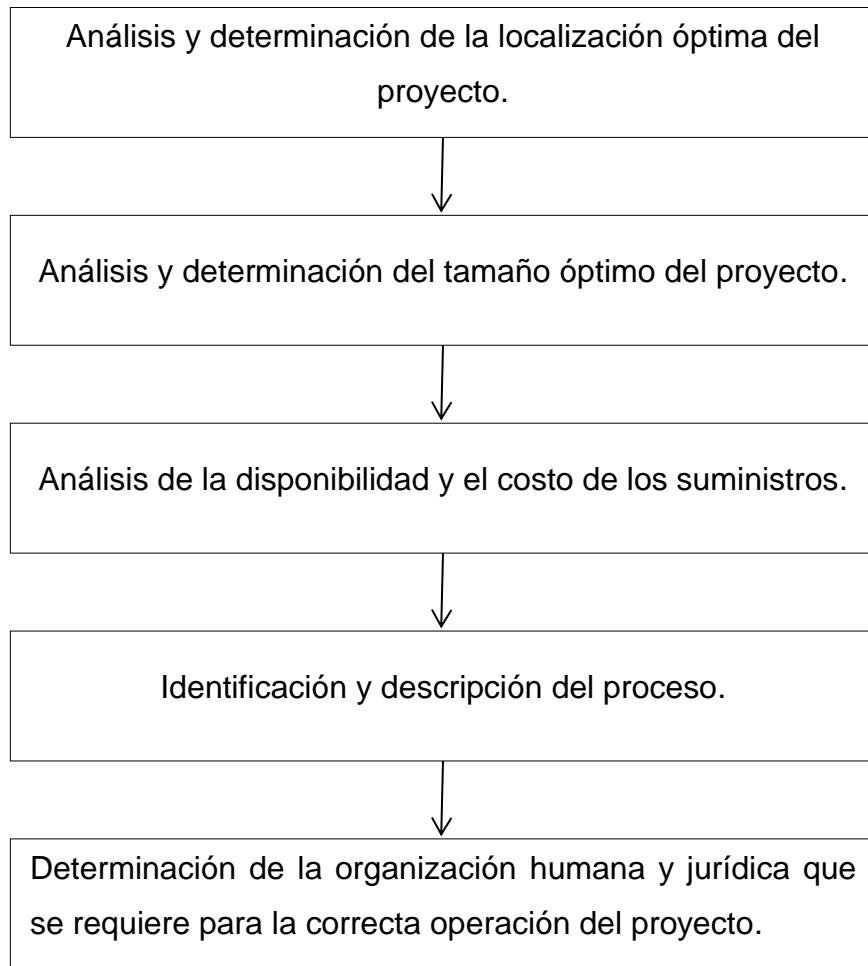 Análisis y determinación de la localización óptima del
proyecto.
Análisis y determinación del tamaño óptimo del proyecto.
Análisis de la disponibilidad y el costo de los suministros.
Identificación y descripción del proceso.
Determinación de la organización humana y jurídica que
se requiere para la correcta operación del proyecto.